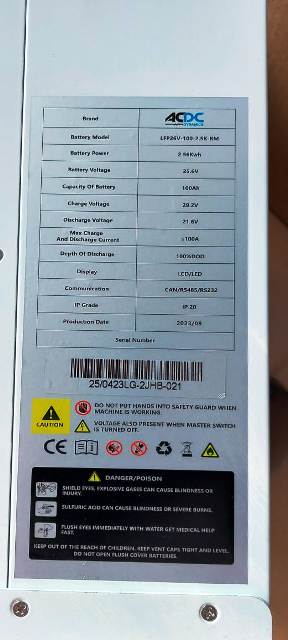 Brand ACDC DYNAMICS
Battery Model LFP26V-100-2.5K-RM
Battery Power 2.56Kwh
Battery Voltage 25.6V
Capacity Of Battery 100Ah
Charge Voltage 29.2V
Discharge Voltage 21.6V
Max Charge
And Discharge Current ≤100A
Depth Of Discharge 100%DOD
Display LCD/LED
Communication CAN/RS485/RS232
IP Grade IP 20
Production Date 2023/09
Serial Number
25/0423LG-2JHB-021
CAUTION
DO NOT PUT HANDS INTO SAFETY GUARD WHEN
MACHINE IS WORKING.
VOLTAGE ALSO PRESENT WHEN MASTER SWITCH
IS TURNED OFF.
CE
DANGER/POISON
SHIELD EYES. EXPLOSIVE GASES CAN CAUSE BLINDNESS OR
INJURY.
SULFURIC ACID CAN CAUSE BLINDNESS OR SEVERE BURNS.
FLUSH EYES IMMEDIATELY WITH WATER GET MEDICAL HELP
FAST.
KEEP OUT OF THE REACH OF CHILDREN. KEEP VENT CAPS TIGHT AND LEVEL.
DO NOT OPEN FLUSH COVER BATTERIES.